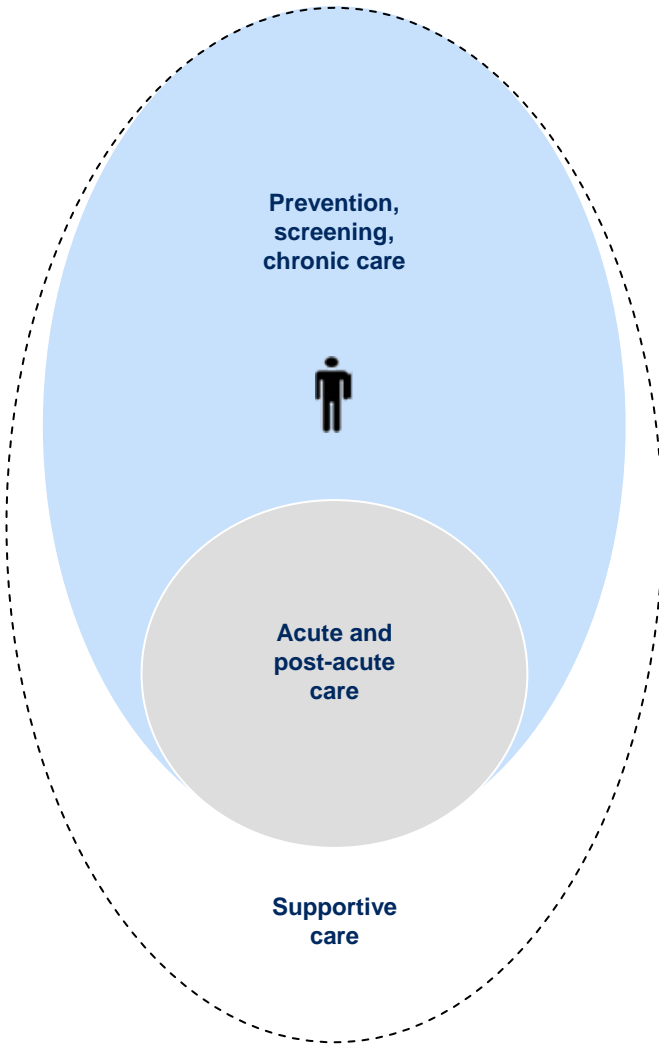 Prevention,
screening,
chronic care
Acute and
post-acute
care
Supportive
care